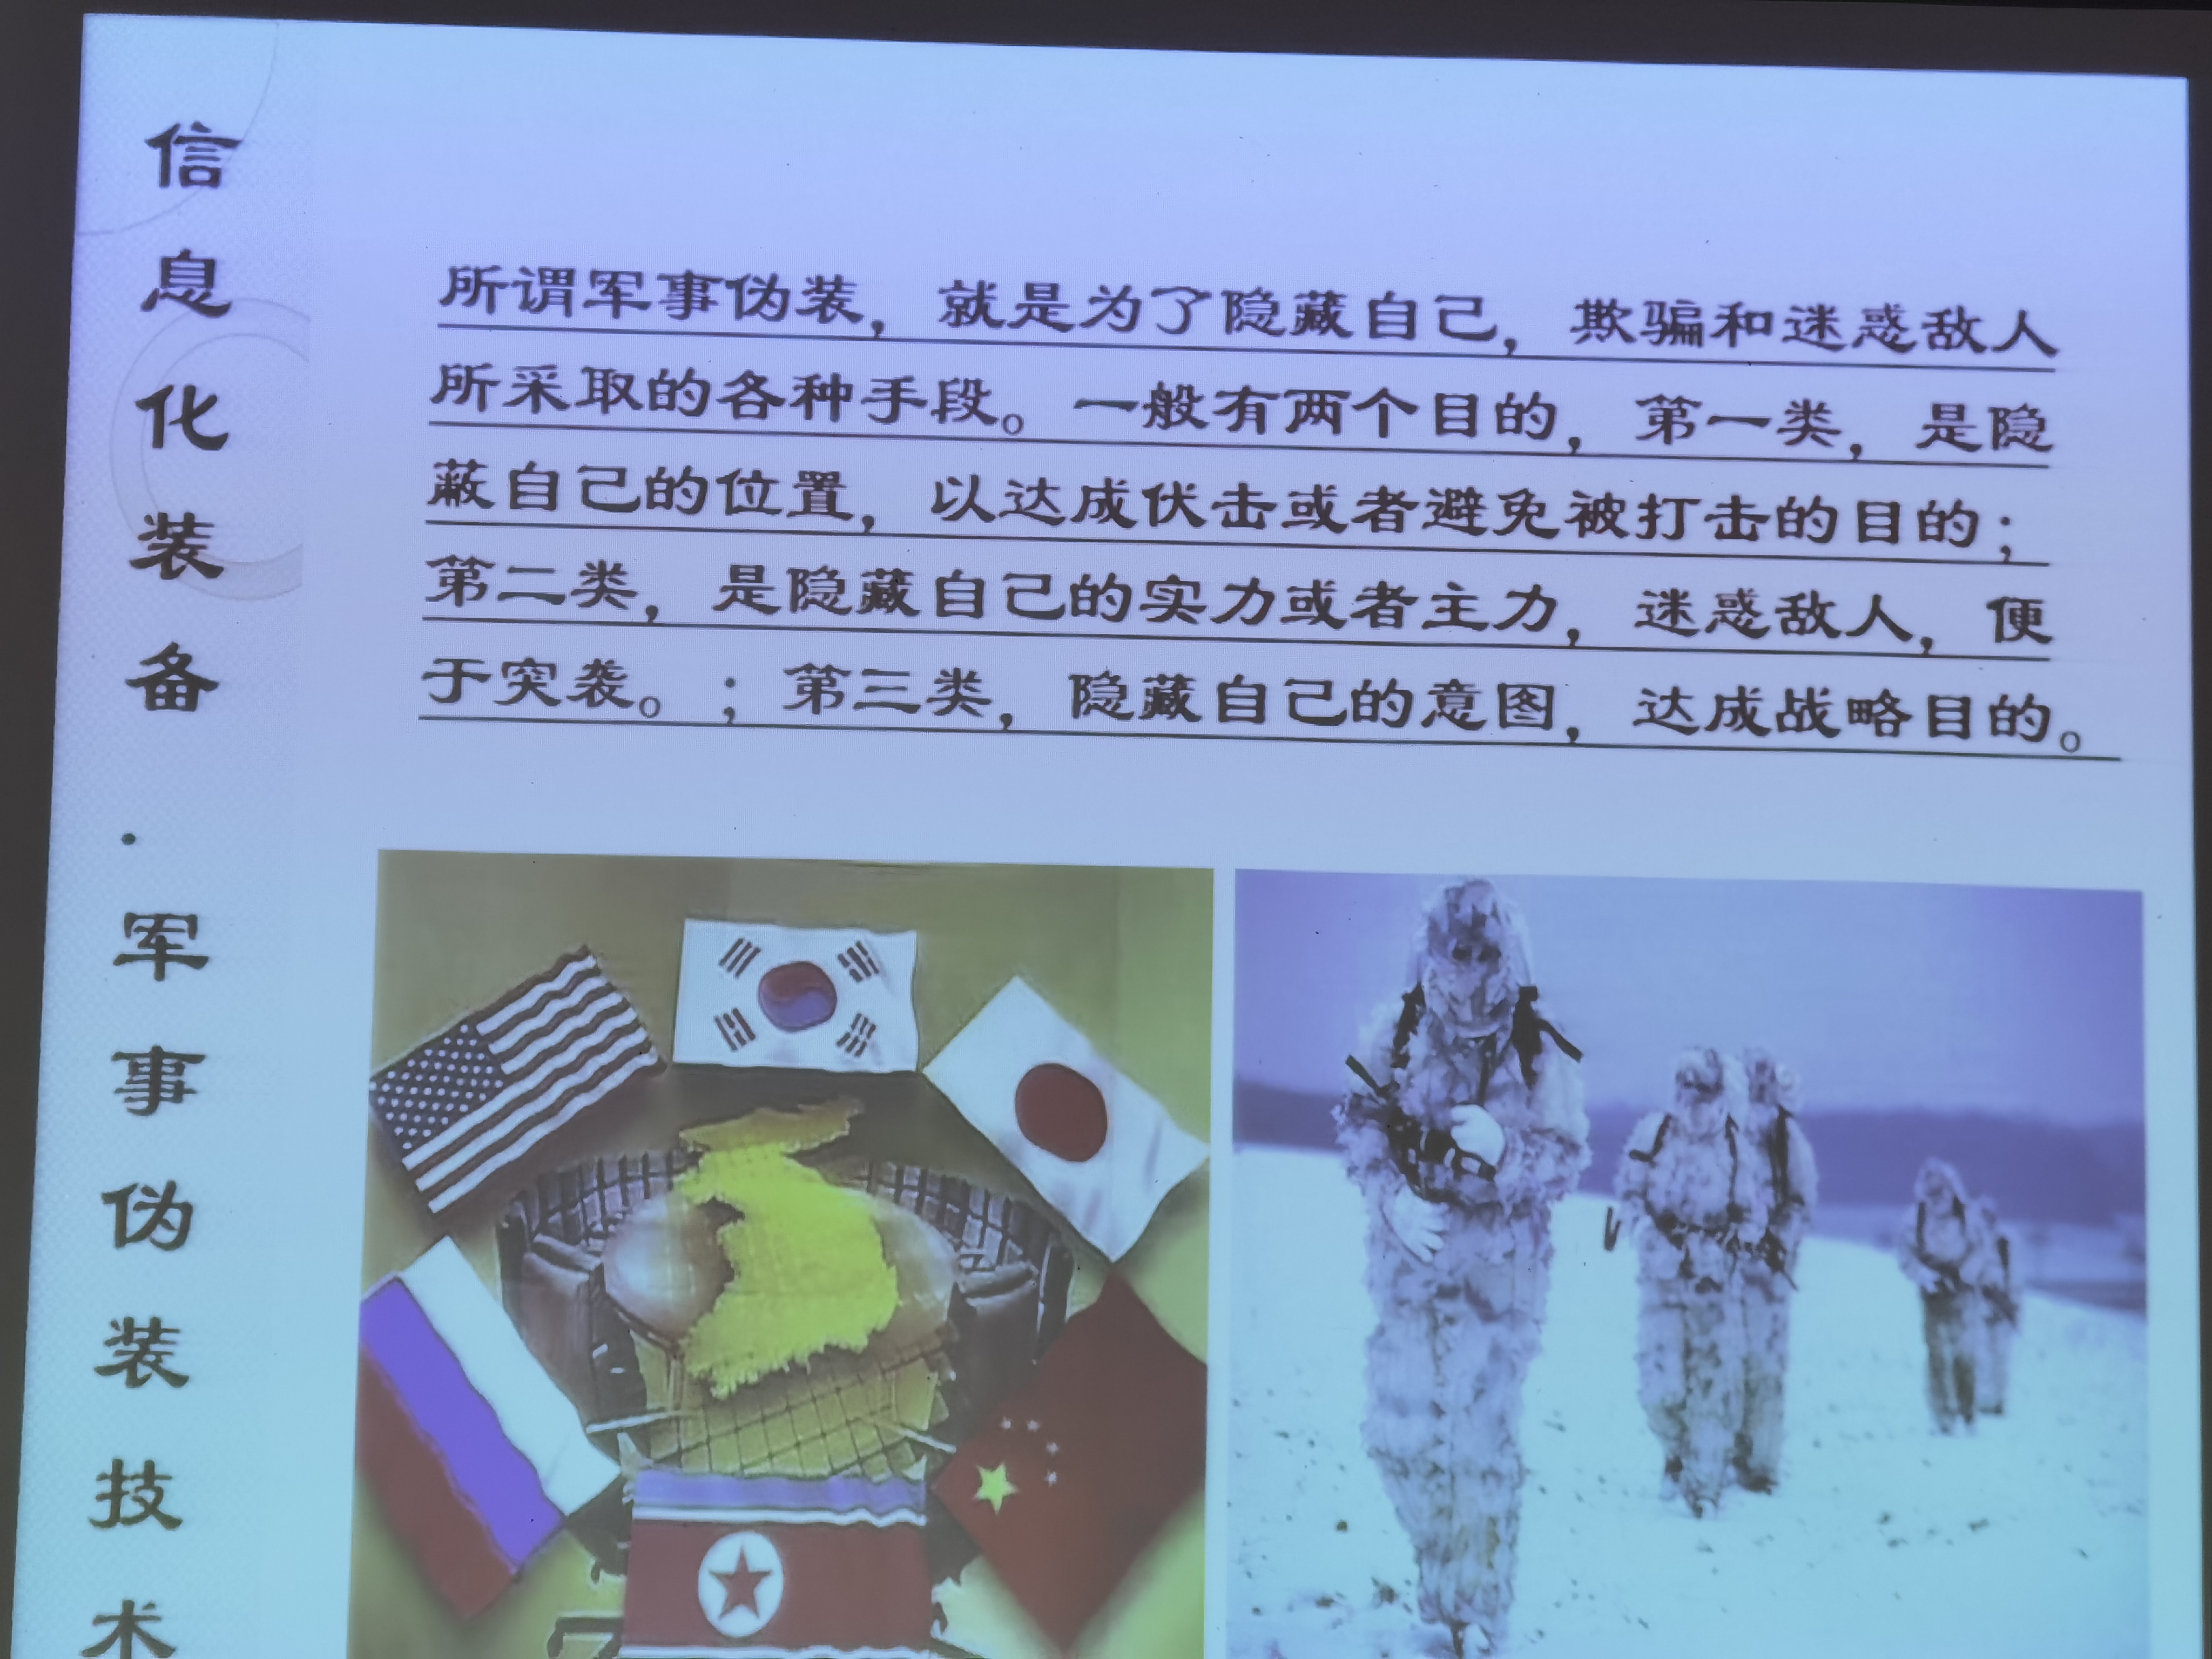 信息化装备·军事伪装技术
所谓军事伪装，就是为了隐藏自己，欺骗和迷惑敌人
所采取的各种手段。一般有两个目的，第一类，是隐
蔽自己的位置，以达成伏击或者避免被打击的目的；
第二类，是隐藏自己的实力或者主力，迷惑敌人，便
于突袭。；第三类，隐藏自己的意图，达成战略目的。